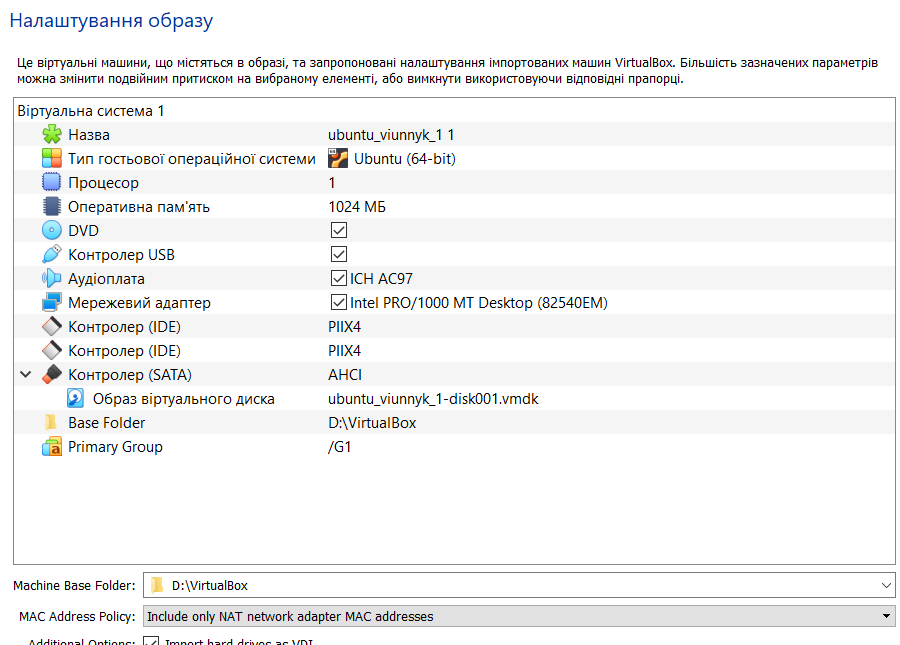 Налаштування образу
Це віртуальні машини, що містяться в образі, та запропоновані налаштування імпортованих машин VirtualBox. Більшість зазначених параметрів
можна змінити подвійним притиском на вибраному елементі, або вимкнути використовуючи відповідні прапорці.
Віртуальна система 1
Назва ubuntu_viunnyk_1 1
Тип гостьової операційної системи Ubuntu (64-bit)
Процесор 1
Оперативна пам'ять 1024 МБ
DVD
Контролер USB
Аудіоплата ICH AC97
Мережевий адаптер Intel PRO/1000 MT Desktop (82540EM)
Контролер (IDE) PIIX4
Контролер (IDE) PIIX4
Контролер (SATA) AHCI
Образ віртуального диска ubuntu_viunnyk_1-disk001.vmdk
Base Folder D:\VirtualBox
Primary Group /G1
Machine Base Folder: D:\VirtualBox
MAC Address Policy: Include only NAT network adapter MAC addresses
Additional Options: Import hard drives as VDI